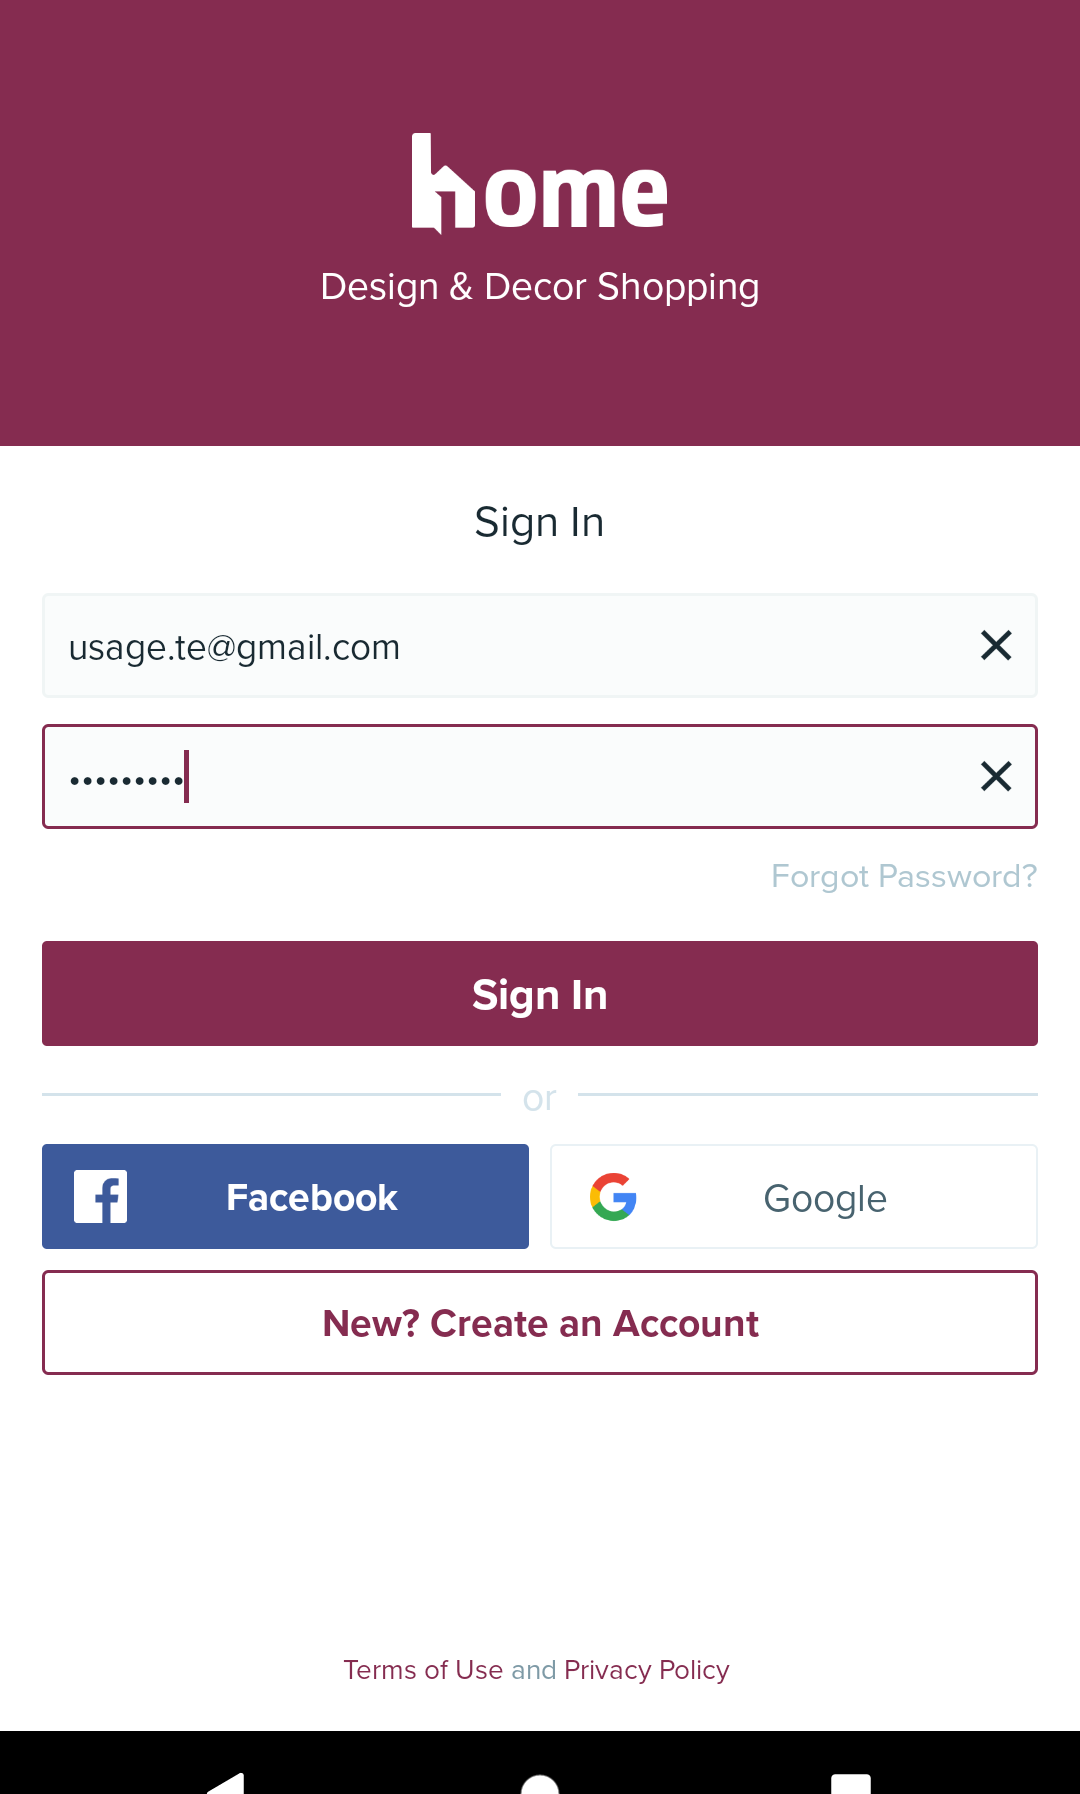 home
Design & Decor Shopping
Sign In
usage.te@gmail.com
•••••••••
Forgot Password?
Sign In
or
Facebook
Google
New? Create an Account
Terms of Use and Privacy Policy